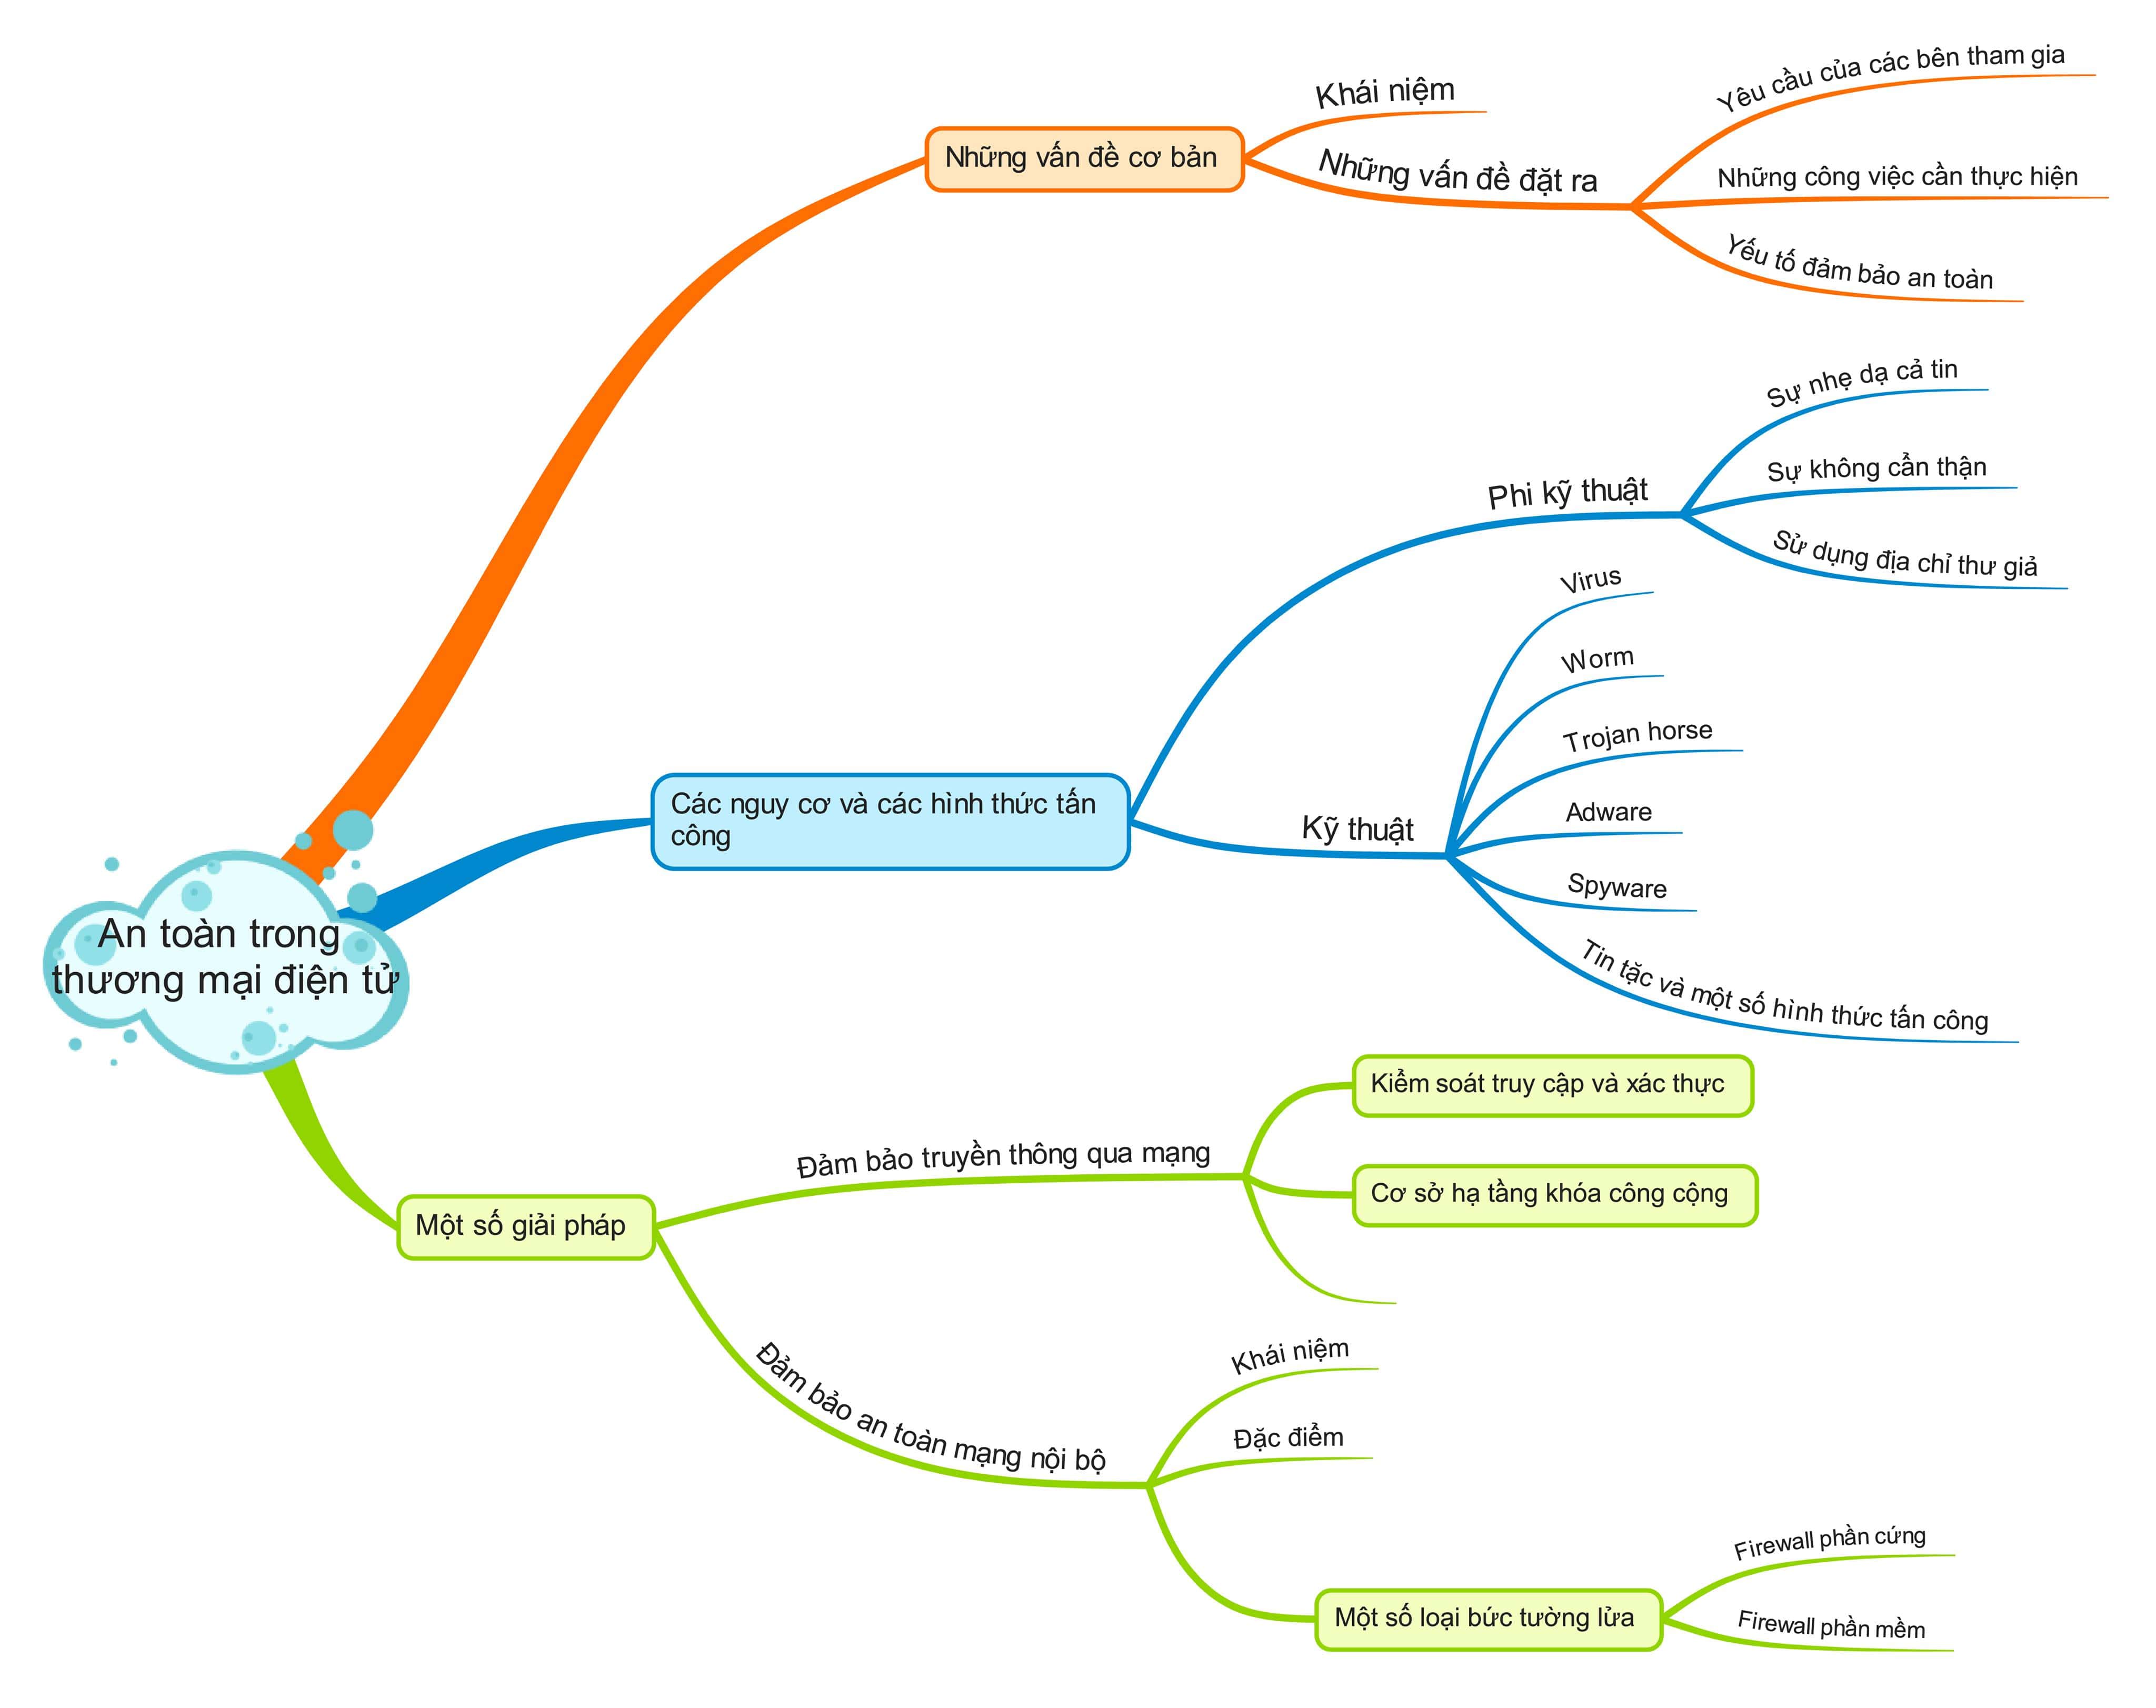 An toàn trong
thương mại điện tử
Những vấn đề cơ bản
Khái niệm
Những vấn đề đặt ra
Yêu cầu của các bên tham gia
Những công việc cần thực hiện
Yếu tố đảm bảo an toàn
Các nguy cơ và các hình thức tấn
công
Phi kỹ thuật
Sự nhẹ dạ cả tin
Sự không cẩn thận
Sử dụng địa chỉ thư giả
Kỹ thuật
Virus
Worm
Trojan horse
Adware
Spyware
Tin tặc và một số hình thức tấn công
Một số giải pháp
Đảm bảo truyền thông qua mạng
Kiểm soát truy cập và xác thực
Cơ sở hạ tầng khóa công cộng
Đảm bảo an toàn mạng nội bộ
Khái niệm
Đặc điểm
Một số loại bức tường lửa
Firewall phần cứng
Firewall phần mềm